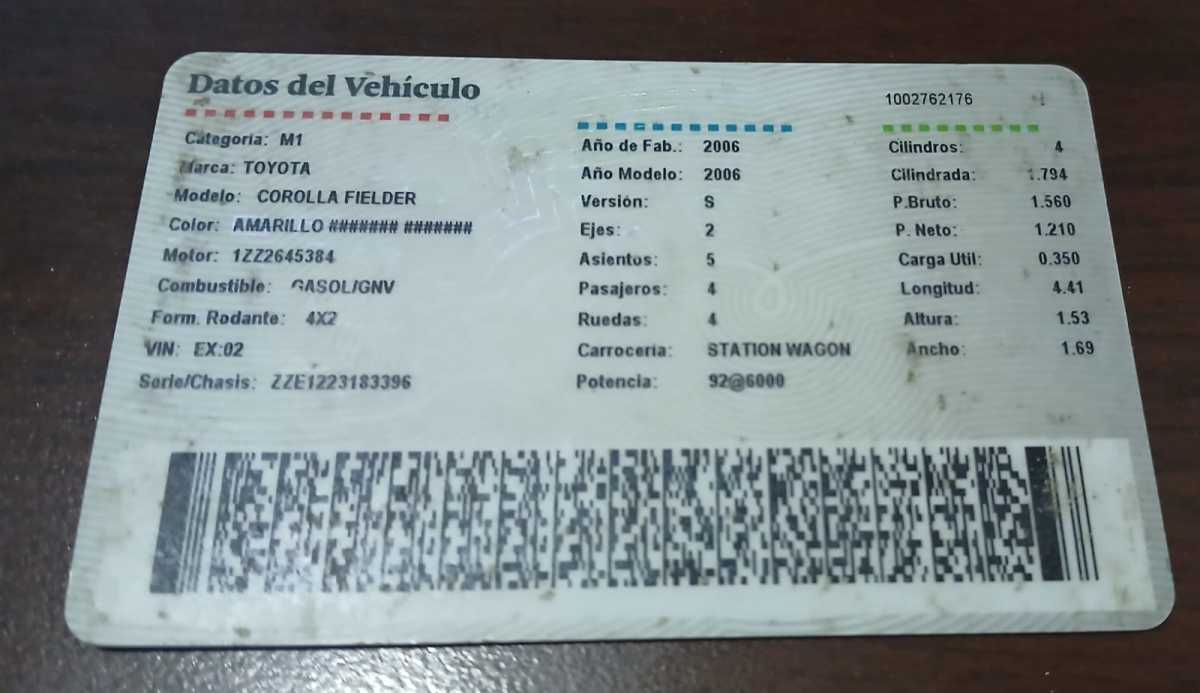 Datos del Vehículo
1002762176
Categoría: M1
Marca: TOYOTA
Modelo: COROLLA FIELDER
Color: AMARILLO ####### #######
Motor: 1ZZ2645384
Combustible: GASOL/GNV
Form. Rodante: 4X2
VIN: EX:02
Serie/Chasis: ZZE1223183396
Año de Fab.: 2006
Año Modelo: 2006
Versión: S
Ejes: 2
Asientos: 5
Pasajeros: 4
Ruedas: 4
Carrocería: STATION WAGON
Potencia: 92@6000
Cilindros: 4
Cilindrada: 1.794
P.Bruto: 1.560
P. Neto: 1.210
Carga Util: 0.350
Longitud: 4.41
Altura: 1.53
Ancho: 1.69